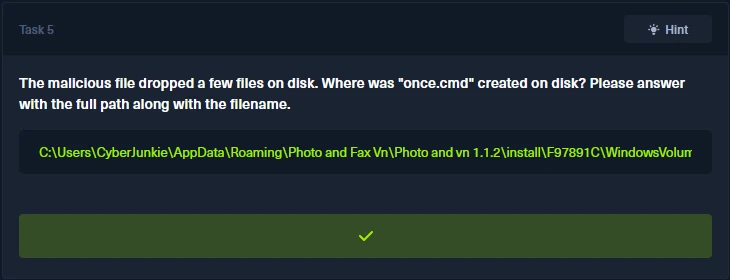 Task 5
Hint
The malicious file dropped a few files on disk. Where was "once.cmd" created on disk? Please answer
with the full path along with the filename.
C:\Users\CyberJunkie\AppData\Roaming\Photo and Fax Vn\Photo and vn 1.1.2\install\F97891C\WindowsVolum